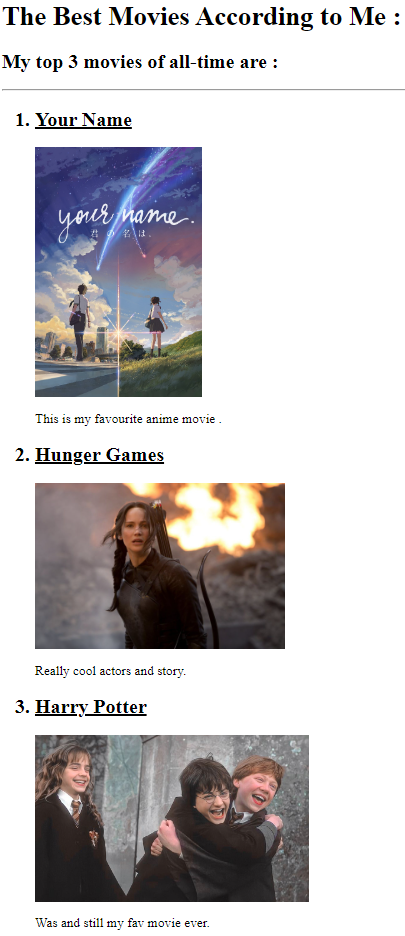 The Best Movies According to Me :
My top 3 movies of all-time are :
1. Your Name
your name.
君の名は.
This is my favourite anime movie .
2. Hunger Games
Really cool actors and story.
3. Harry Potter
Was and still my fav movie ever.